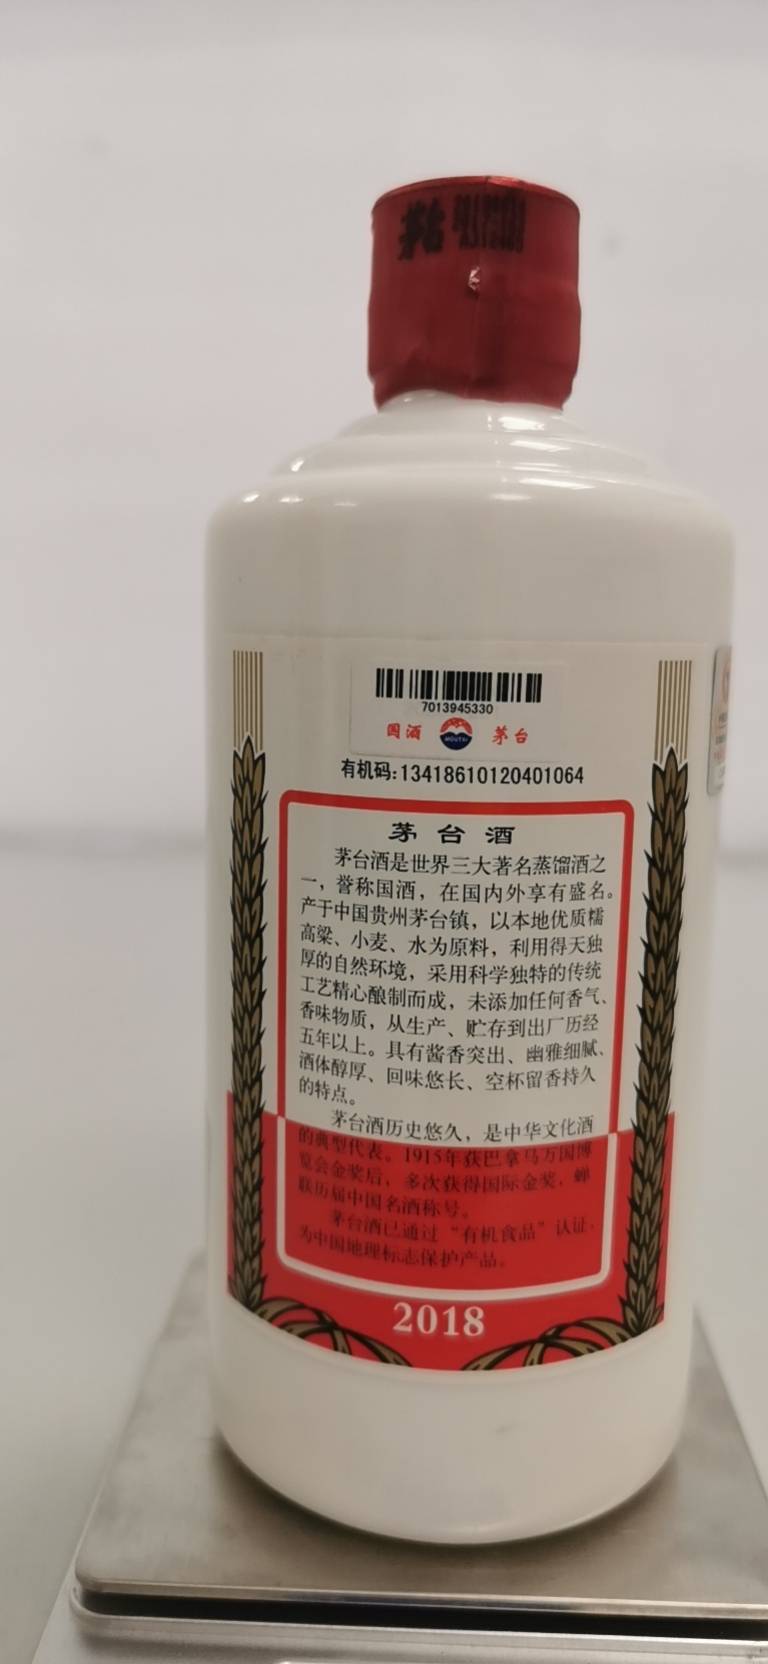 茅台
7013945330
国酒 MOUTAI 茅台
有机码:13418610120401064
茅台酒
茅台酒是世界三大著名蒸馏酒之
一，誉称国酒，在国内外享有盛名。
产于中国贵州茅台镇，以本地优质糯
高粱、小麦、水为原料，利用得天独
厚的自然环境，采用科学独特的传统
工艺精心酿制而成，未添加任何香气、
香味物质，从生产、贮存到出厂历经
五年以上。具有酱香突出、幽雅细腻、
酒体醇厚、回味悠长、空杯留香持久
的特点。
茅台酒历史悠久，是中华文化酒
的典型代表。1915年获巴拿马万国博
览会金奖后，多次获得国际金奖，蝉
联历届中国名酒称号。
茅台酒已通过“有机食品”认证，
为中国地理标志保护产品。
2018